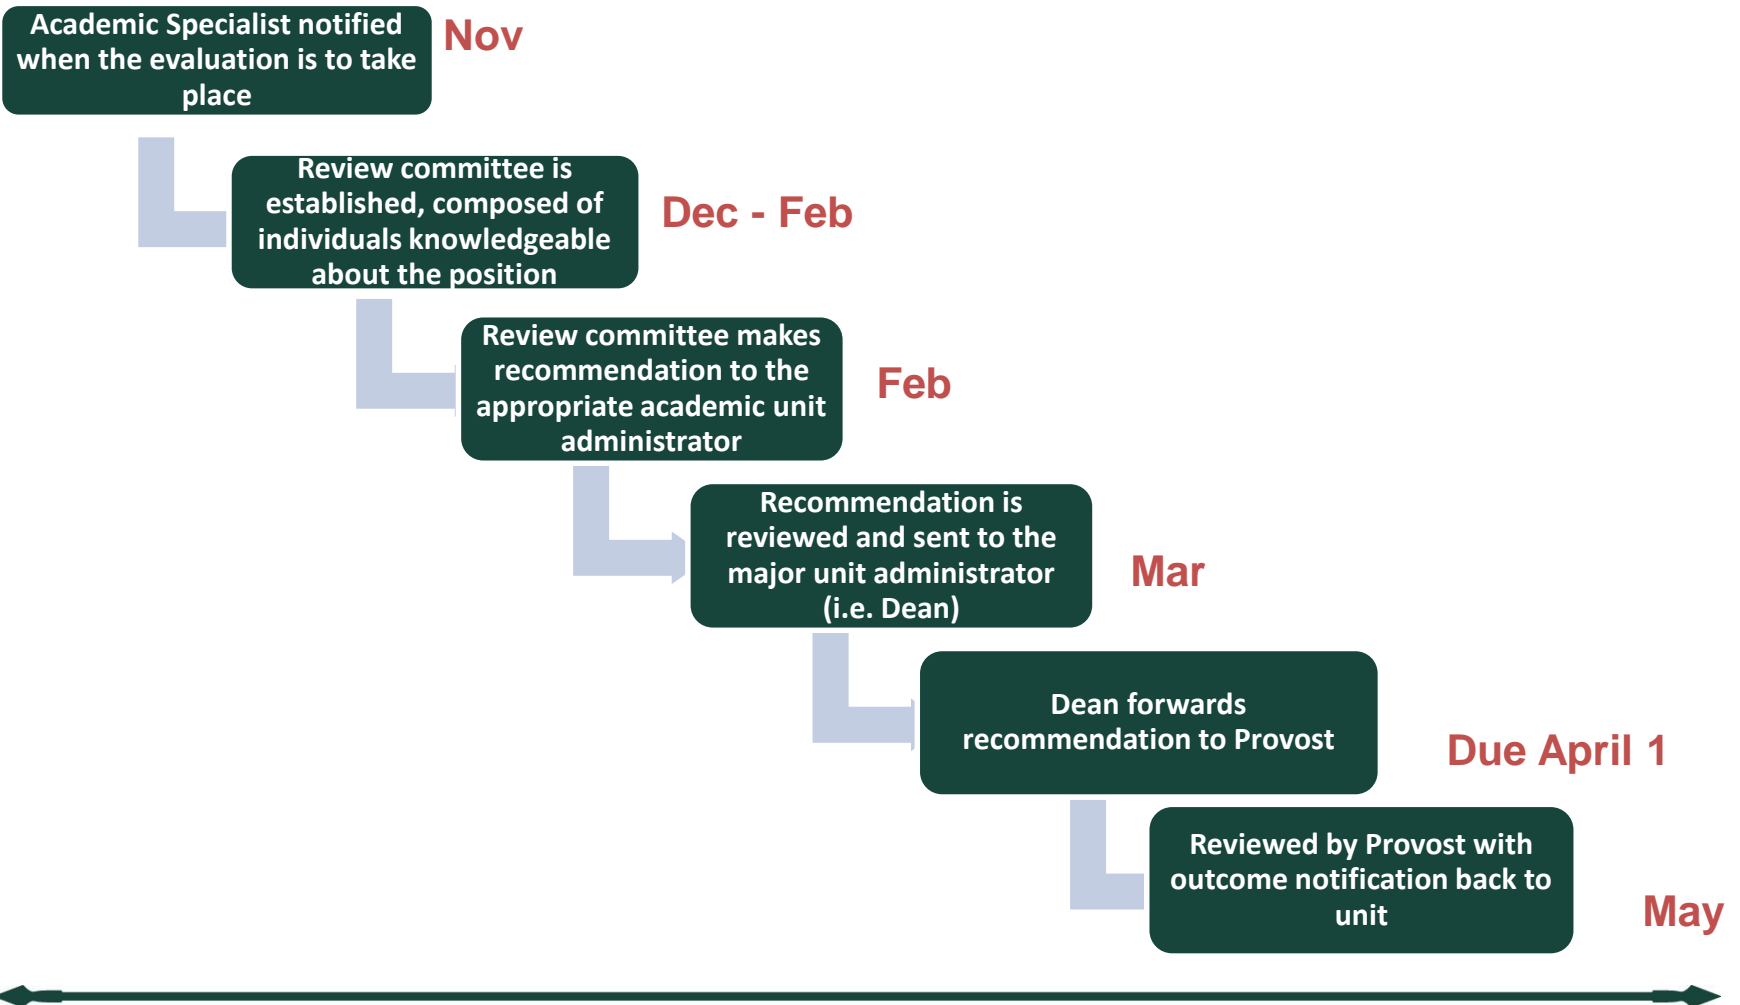 Academic Specialist notified
when the evaluation is to take
place
Nov
Review committee is
established, composed of
individuals knowledgeable
about the position
Dec - Feb
Review committee makes
recommendation to the
appropriate academic unit
administrator
Feb
Recommendation is
reviewed and sent to the
major unit administrator
(i.e. Dean)
Mar
Dean forwards
recommendation to Provost
Due April 1
Reviewed by Provost with
outcome notification back to
unit
May